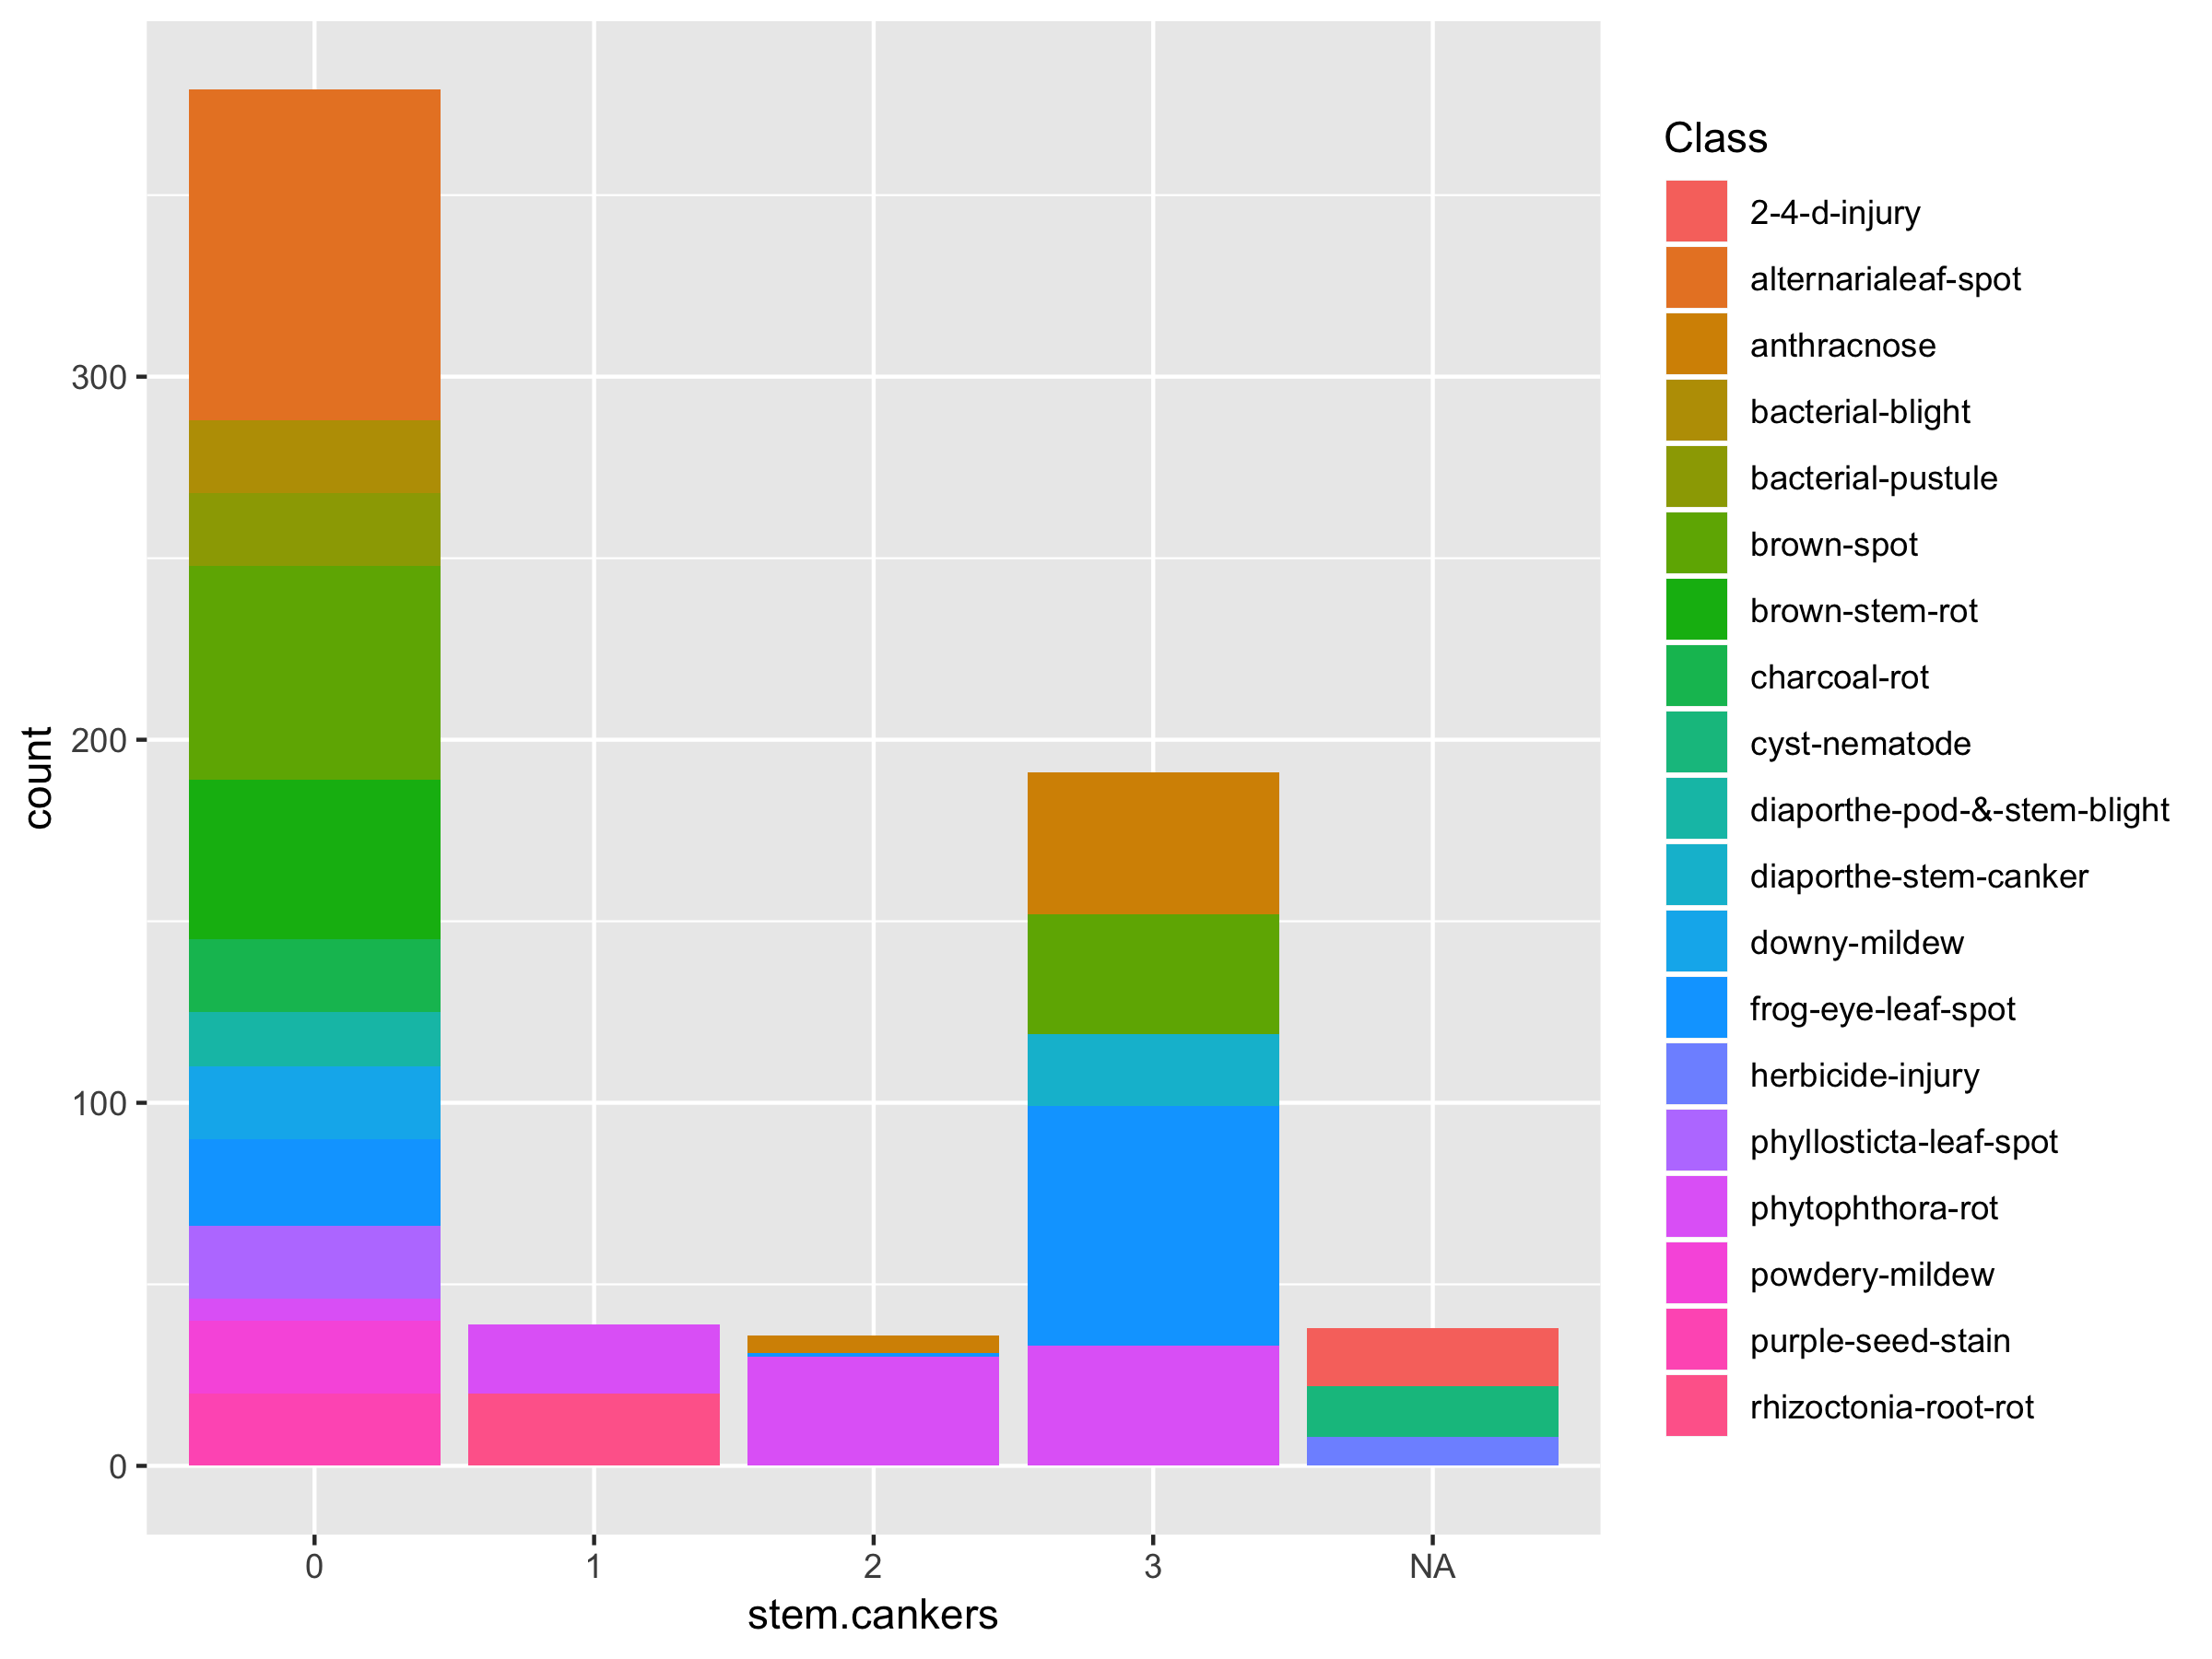 count
300
200
100
0
0 1 2 3 NA
stem.cankers
Class
2-4-d-injury
alternarialeaf-spot
anthracnose
bacterial-blight
bacterial-pustule
brown-spot
brown-stem-rot
charcoal-rot
cyst-nematode
diaporthe-pod-&-stem-blight
diaporthe-stem-canker
downy-mildew
frog-eye-leaf-spot
herbicide-injury
phyllosticta-leaf-spot
phytophthora-rot
powdery-mildew
purple-seed-stain
rhizoctonia-root-rot